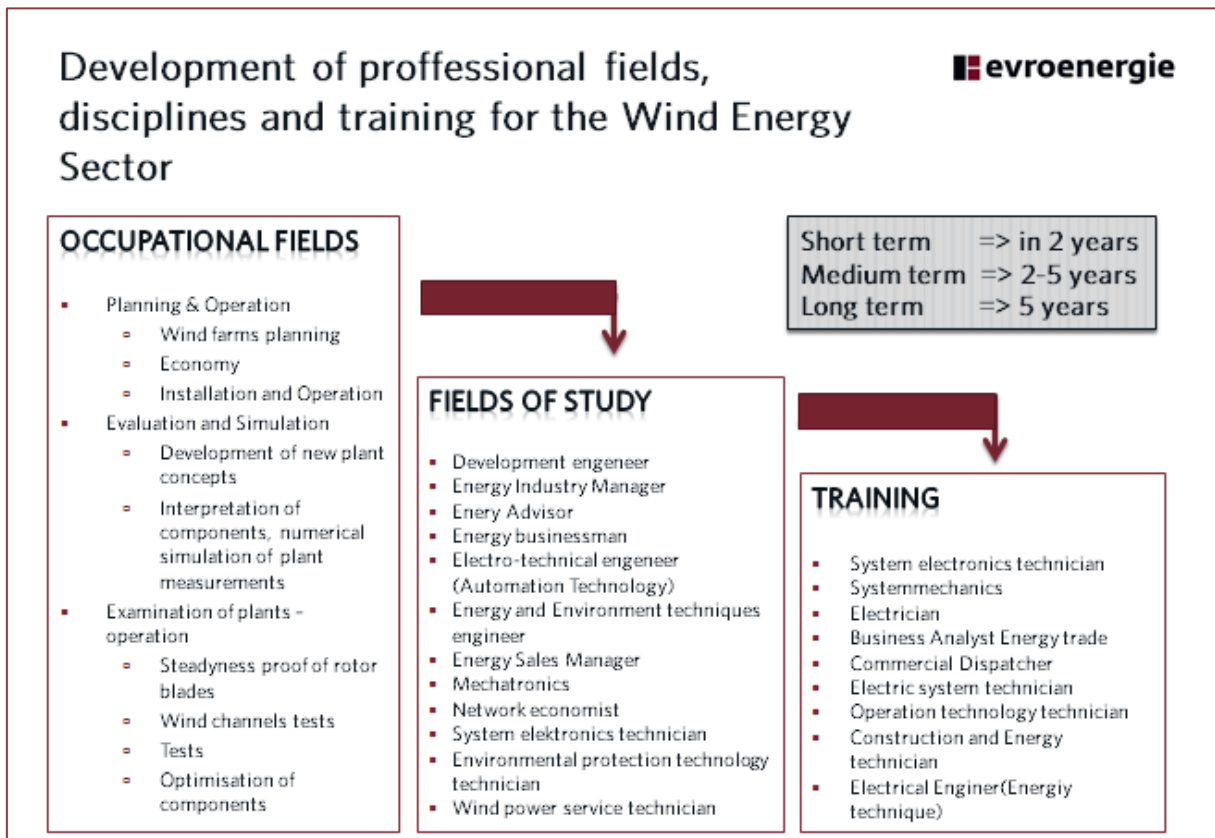 Development of proffessional fields,
disciplines and training for the Wind Energy
Sector
evroenergie
OCCUPATIONAL FIELDS
▪ Planning & Operation
▫ Wind farms planning
▫ Economy
▫ Installation and Operation
▪ Evaluation and Simulation
▫ Development of new plant
concepts
▫ Interpretation of
components, numerical
simulation of plant
measurements
▪ Examination of plants –
operation
▫ Steadyness proof of rotor
blades
▫ Wind channels tests
▫ Tests
▫ Optimisation of
components
Short term => in 2 years
Medium term => 2-5 years
Long term => 5 years
FIELDS OF STUDY
▪ Development engeneer
▪ Energy Industry Manager
▪ Enery Advisor
▪ Energy businessman
▪ Electro-technical engeneer
(Automation Technology)
▪ Energy and Environment techniques
engineer
▪ Energy Sales Manager
▪ Mechatronics
▪ Network economist
▪ System elektronics technician
▪ Environmental protection technology
technician
▪ Wind power service technician
TRAINING
▪ System electronics technician
▪ Systemmechanics
▪ Electrician
▪ Business Analyst Energy trade
▪ Commercial Dispatcher
▪ Electric system technician
▪ Operation technology technician
▪ Construction and Energy
technician
▪ Electrical Enginer(Energiy
technique)